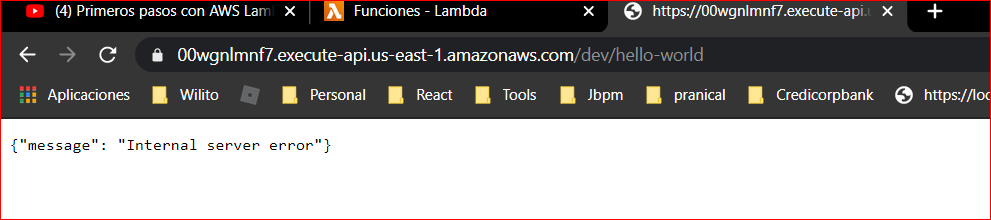 (4) Primeros pasos con AWS Lam
Funciones - Lambda
https://00wgnlmnf7.execute-api.u
00wgnlmnf7.execute-api.us-east-1.amazonaws.com/dev/hello-world
Aplicaciones Wilito Personal React Tools Jbpm pranical Credicorpbank https://loc
{"message": "Internal server error"}